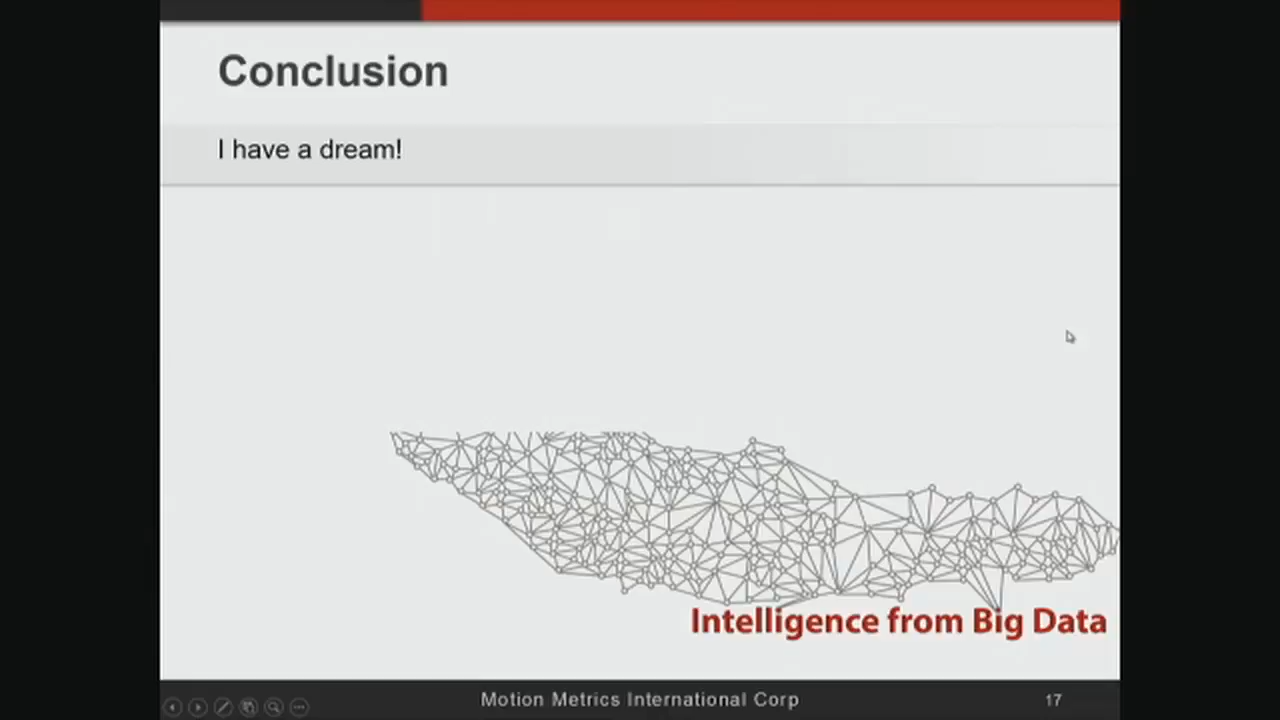 Conclusion
I have a dream!
Intelligence from Big Data
Motion Metrics International Corp
17